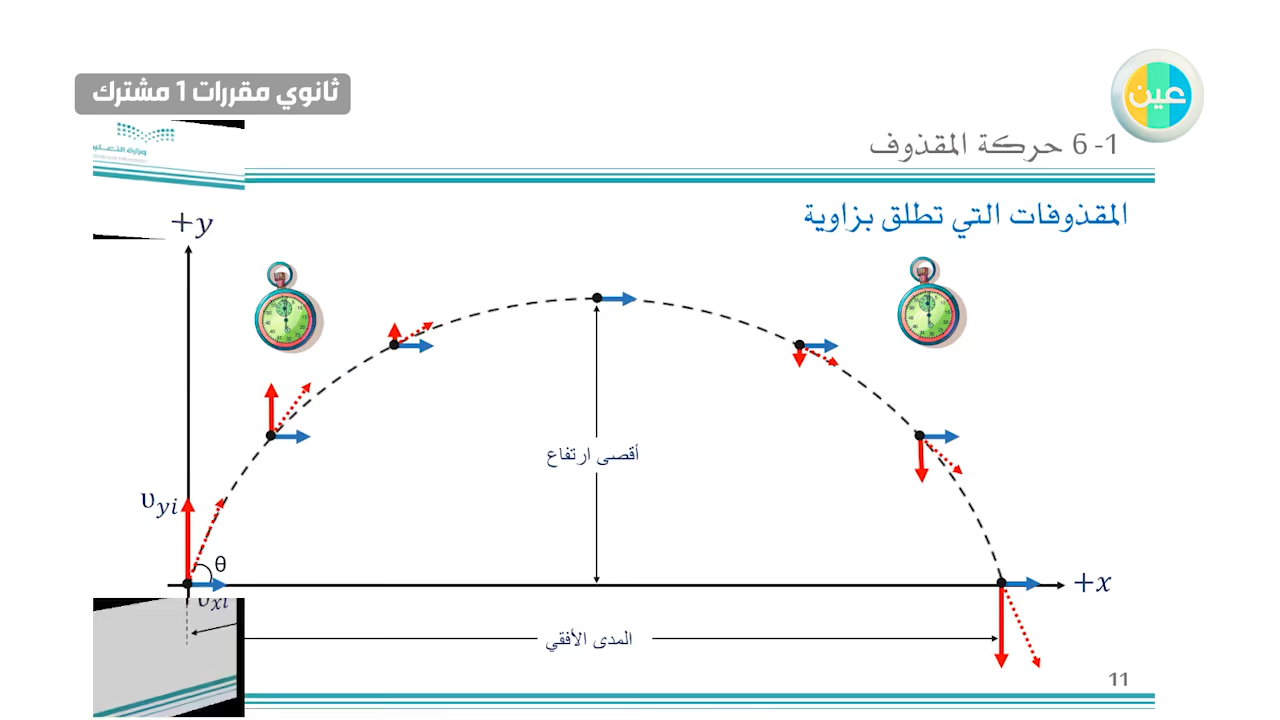 ثانوي مقررات 1 مشترك
عين
1-6 حركة المقذوف
المقذوفات التي تطلق بزاوية
+y
أقصى ارتفاع
υyi
θ
+x
υxi
المدى الأفقي
11